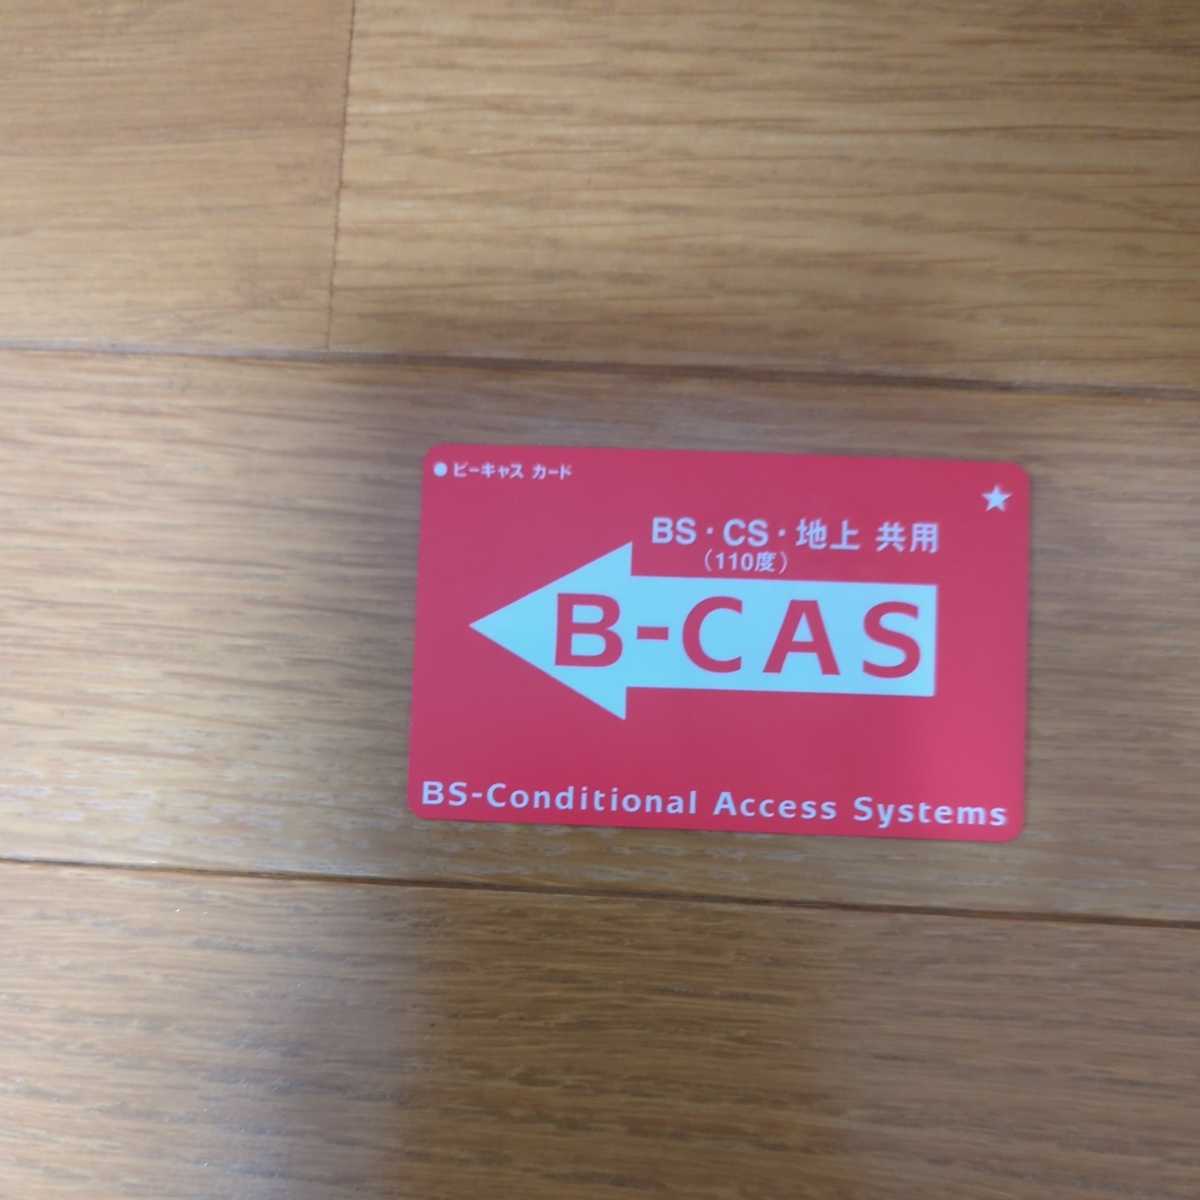 ● ビーキャス カード
★
BS・CS・地上 共用
(110度)
B-CAS
BS-Conditional Access Systems